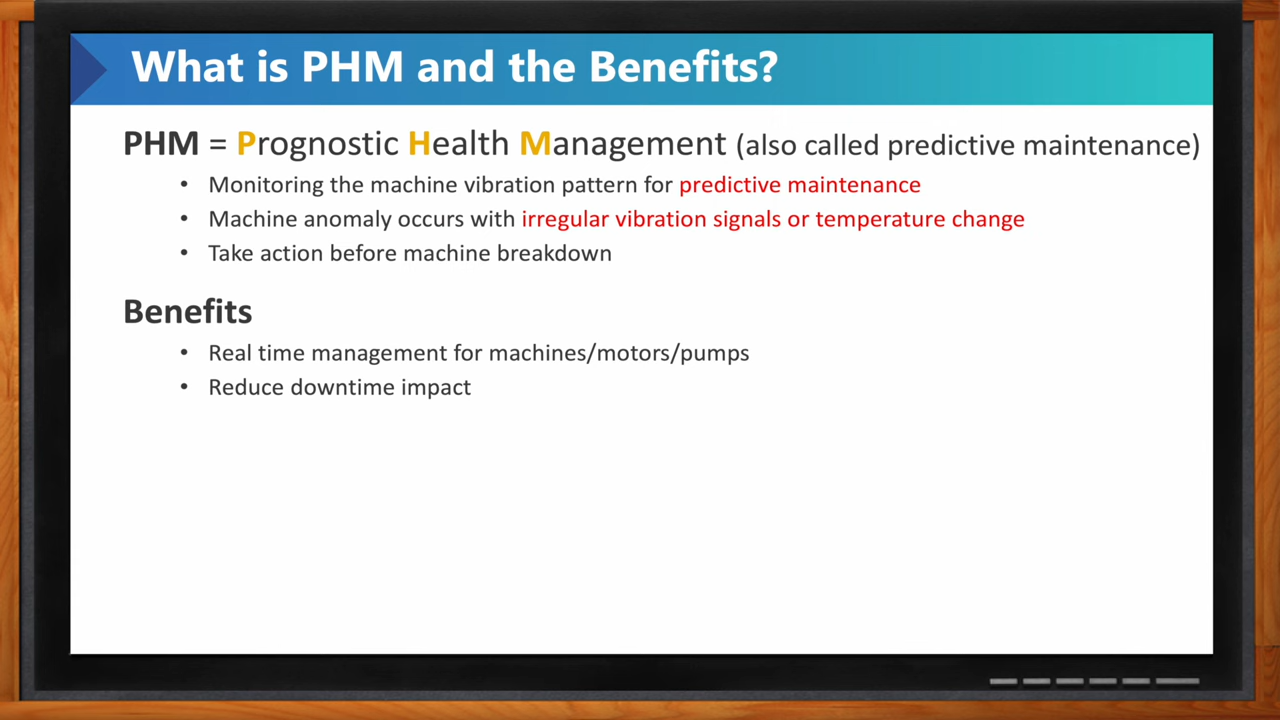 What is PHM and the Benefits?
PHM = Prognostic Health Management (also called predictive maintenance)
• Monitoring the machine vibration pattern for predictive maintenance
• Machine anomaly occurs with irregular vibration signals or temperature change
• Take action before machine breakdown
Benefits
• Real time management for machines/motors/pumps
• Reduce downtime impact